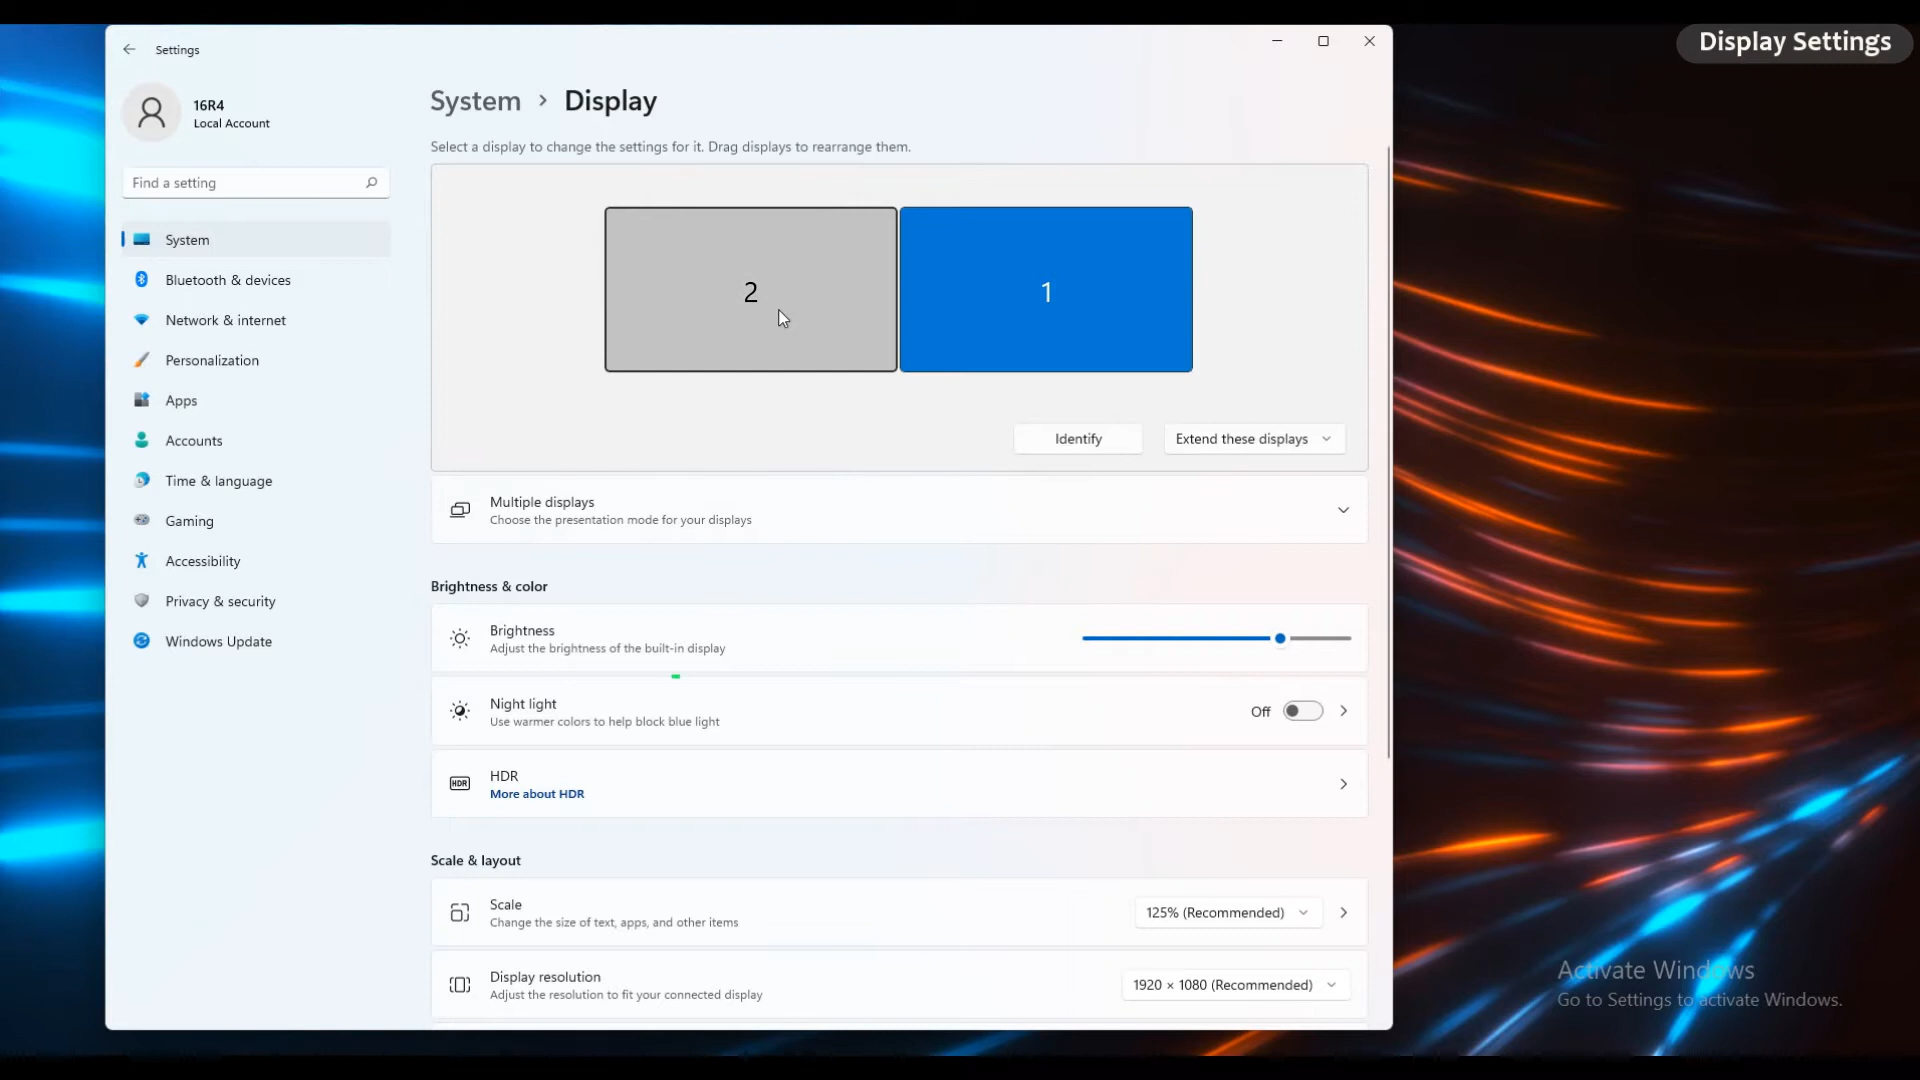 Display Settings
Settings
16R4
Local Account
Find a setting
System
Bluetooth & devices
Network & internet
Personalization
Apps
Accounts
Time & language
Gaming
Accessibility
Privacy & security
Windows Update
System > Display
Select a display to change the settings for it. Drag displays to rearrange them.
2
1
Identify
Extend these displays
Multiple displays
Choose the presentation mode for your displays
Brightness & color
Brightness
Adjust the brightness of the built-in display
Night light
Use warmer colors to help block blue light
Off
HDR
HDR
More about HDR
Scale & layout
Scale
Change the size of text, apps, and other items
125% (Recommended)
Display resolution
Adjust the resolution to fit your connected display
1920 × 1080 (Recommended)
Activate Windows
Go to Settings to activate Windows.